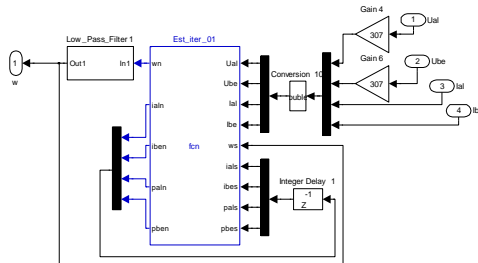 Gain 4
1
Ual
307
Low_Pass_Filter 1
Est_iter_01
Gain 6
2
Ube
307
1
w
Out1
In1
wn
Ual
Ube
Ial
Ibe
Conversion 10
ouble
3
Ial
4
Ib
ialn
iben
paln
pben
fcn
ws
ials
ibes
pals
pbes
Integer Delay 1
-1
Z